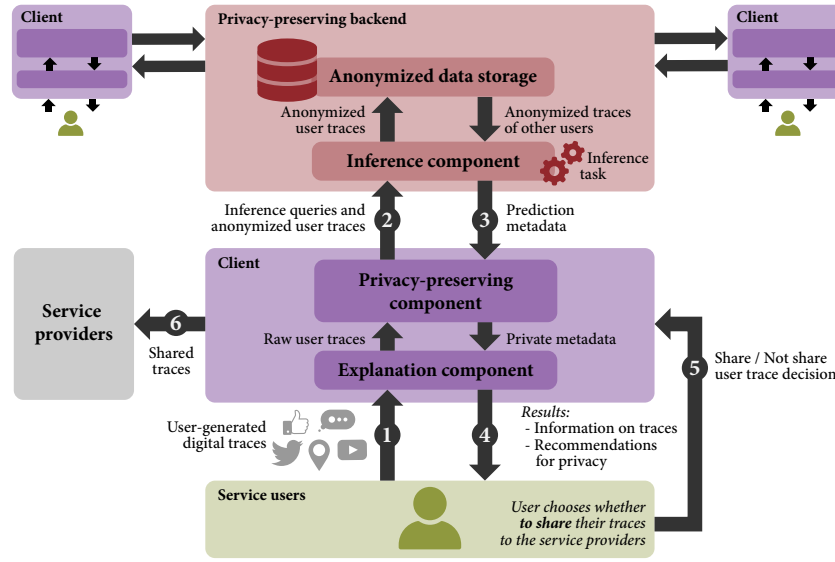 Client
Privacy-preserving backend
Client
Anonymized data storage
Anonymized
user traces
Anonymized traces
of other users
Inference component
Inference
task
Inference queries and
anonymized user traces
2
3
Prediction
metadata
Client
Privacy-preserving
component
Service
providers
6
Shared
traces
Raw user traces
Private metadata
Explanation component
5
Share / Not share
user trace decision
User-generated
digital traces
1
4
Results:
- Information on traces
- Recommendations
for privacy
Service users
User chooses whether
to share their traces
to the service providers